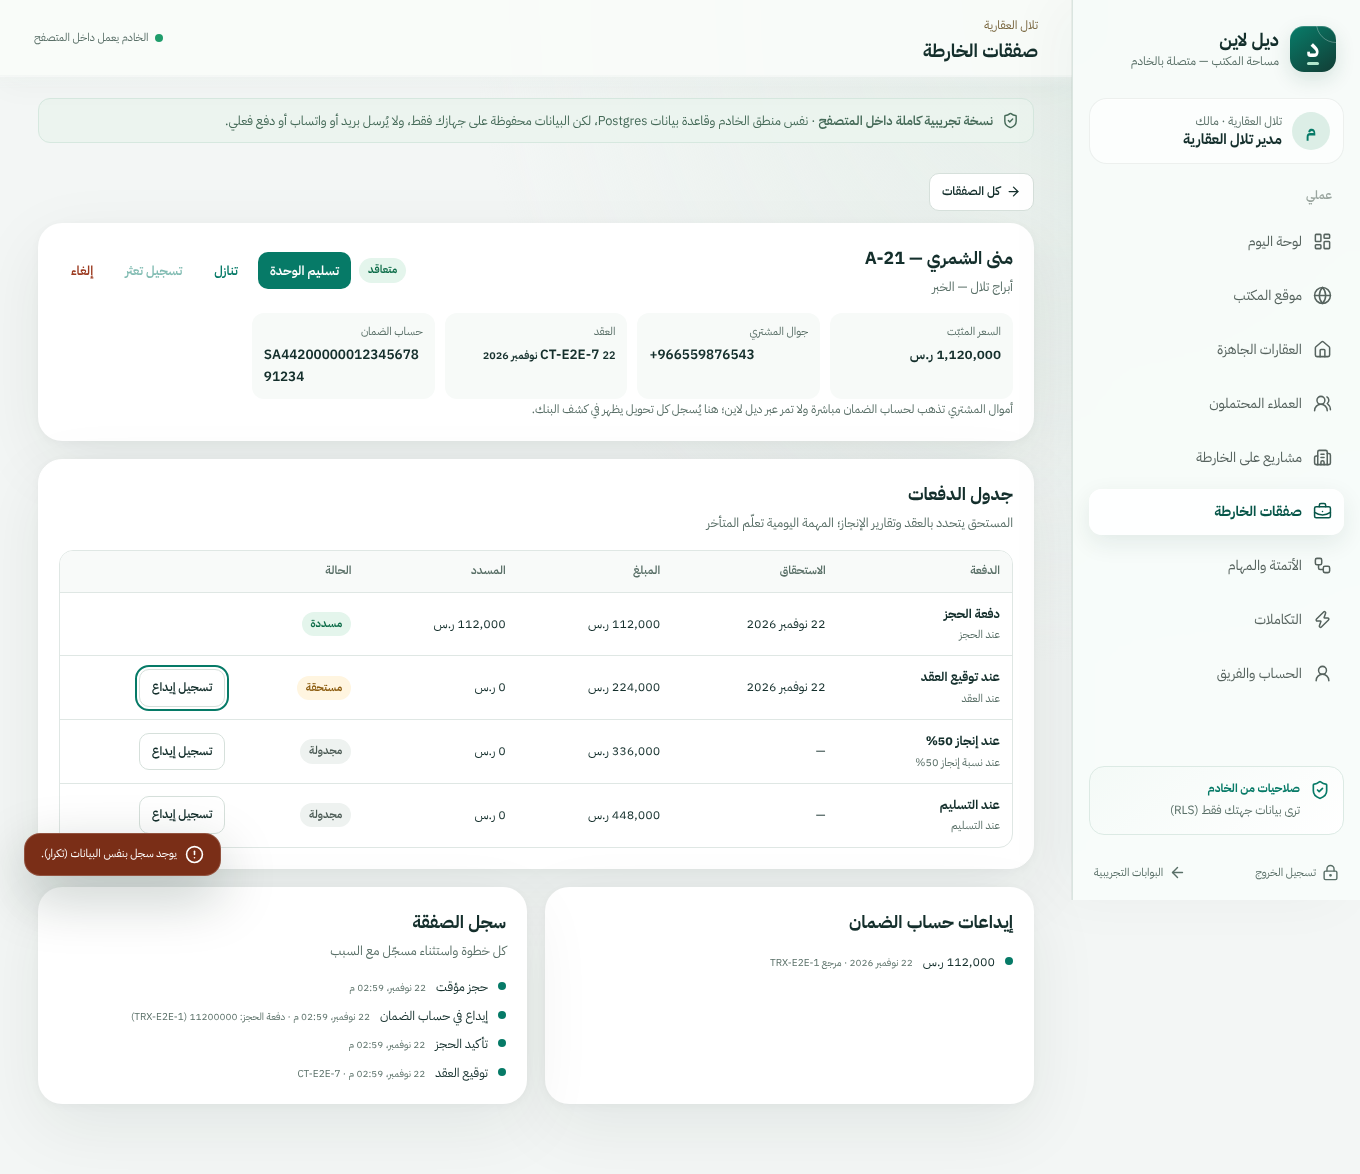 ديل لاين
مساحة المكتب — متصلة بالخادم
د
تلال العقارية · مالك
مدير تلال العقارية
م
عملي
لوحة اليوم
موقع المكتب
العقارات الجاهزة
العملاء المحتملون
مشاريع على الخارطة
صفقات الخارطة
الأتمتة والمهام
التكاملات
الحساب والفريق
صلاحيات من الخادم
ترى بيانات جهتك فقط (RLS)
تسجيل الخروج
البوابات التجريبية
تلال العقارية
صفقات الخارطة
الخادم يعمل داخل المتصفح
نسخة تجريبية كاملة داخل المتصفح · نفس منطق الخادم وقاعدة بيانات Postgres، لكن البيانات محفوظة على جهازك فقط، ولا يُرسل بريد أو واتساب أو دفع فعلي.
كل الصفقات
منى الشمري — A-21
أبراج تلال — الخبر
متعاقد
تسليم الوحدة
تنازل
تسجيل تعثر
إلغاء
السعر المثبّت
1,120,000 ر.س
جوال المشتري
+966559876543
العقد
CT-E2E-7 22 نوفمبر 2026
حساب الضمان
SA44200000012345678
91234
أموال المشتري تذهب لحساب الضمان مباشرة ولا تمر عبر ديل لاين؛ هنا يُسجل كل تحويل يظهر في كشف البنك.
جدول الدفعات
المستحق يتحدد بالعقد وتقارير الإنجاز؛ المهمة اليومية تعلّم المتأخر
الدفعة الاستحقاق المبلغ المسدد الحالة
دفعة الحجز
عند الحجز
22 نوفمبر 2026 112,000 ر.س 112,000 ر.س مسددة
عند توقيع العقد
عند العقد
22 نوفمبر 2026 224,000 ر.س 0 ر.س مستحقة تسجيل إيداع
عند إنجاز 50%
عند نسبة إنجاز 50%
— 336,000 ر.س 0 ر.س مجدولة تسجيل إيداع
عند التسليم
عند التسليم
— 448,000 ر.س 0 ر.س مجدولة تسجيل إيداع
يوجد سجل بنفس البيانات (تكرار).
إيداعات حساب الضمان
112,000 ر.س 22 نوفمبر 2026 · مرجع TRX-E2E-1
سجل الصفقة
كل خطوة واستثناء مسجّل مع السبب
حجز مؤقت 22 نوفمبر، 02:59 م
إيداع في حساب الضمان 22 نوفمبر، 02:59 م · دفعة الحجز: 11200000 (TRX-E2E-1)
تأكيد الحجز 22 نوفمبر، 02:59 م
توقيع العقد 22 نوفمبر، 02:59 م · CT-E2E-7